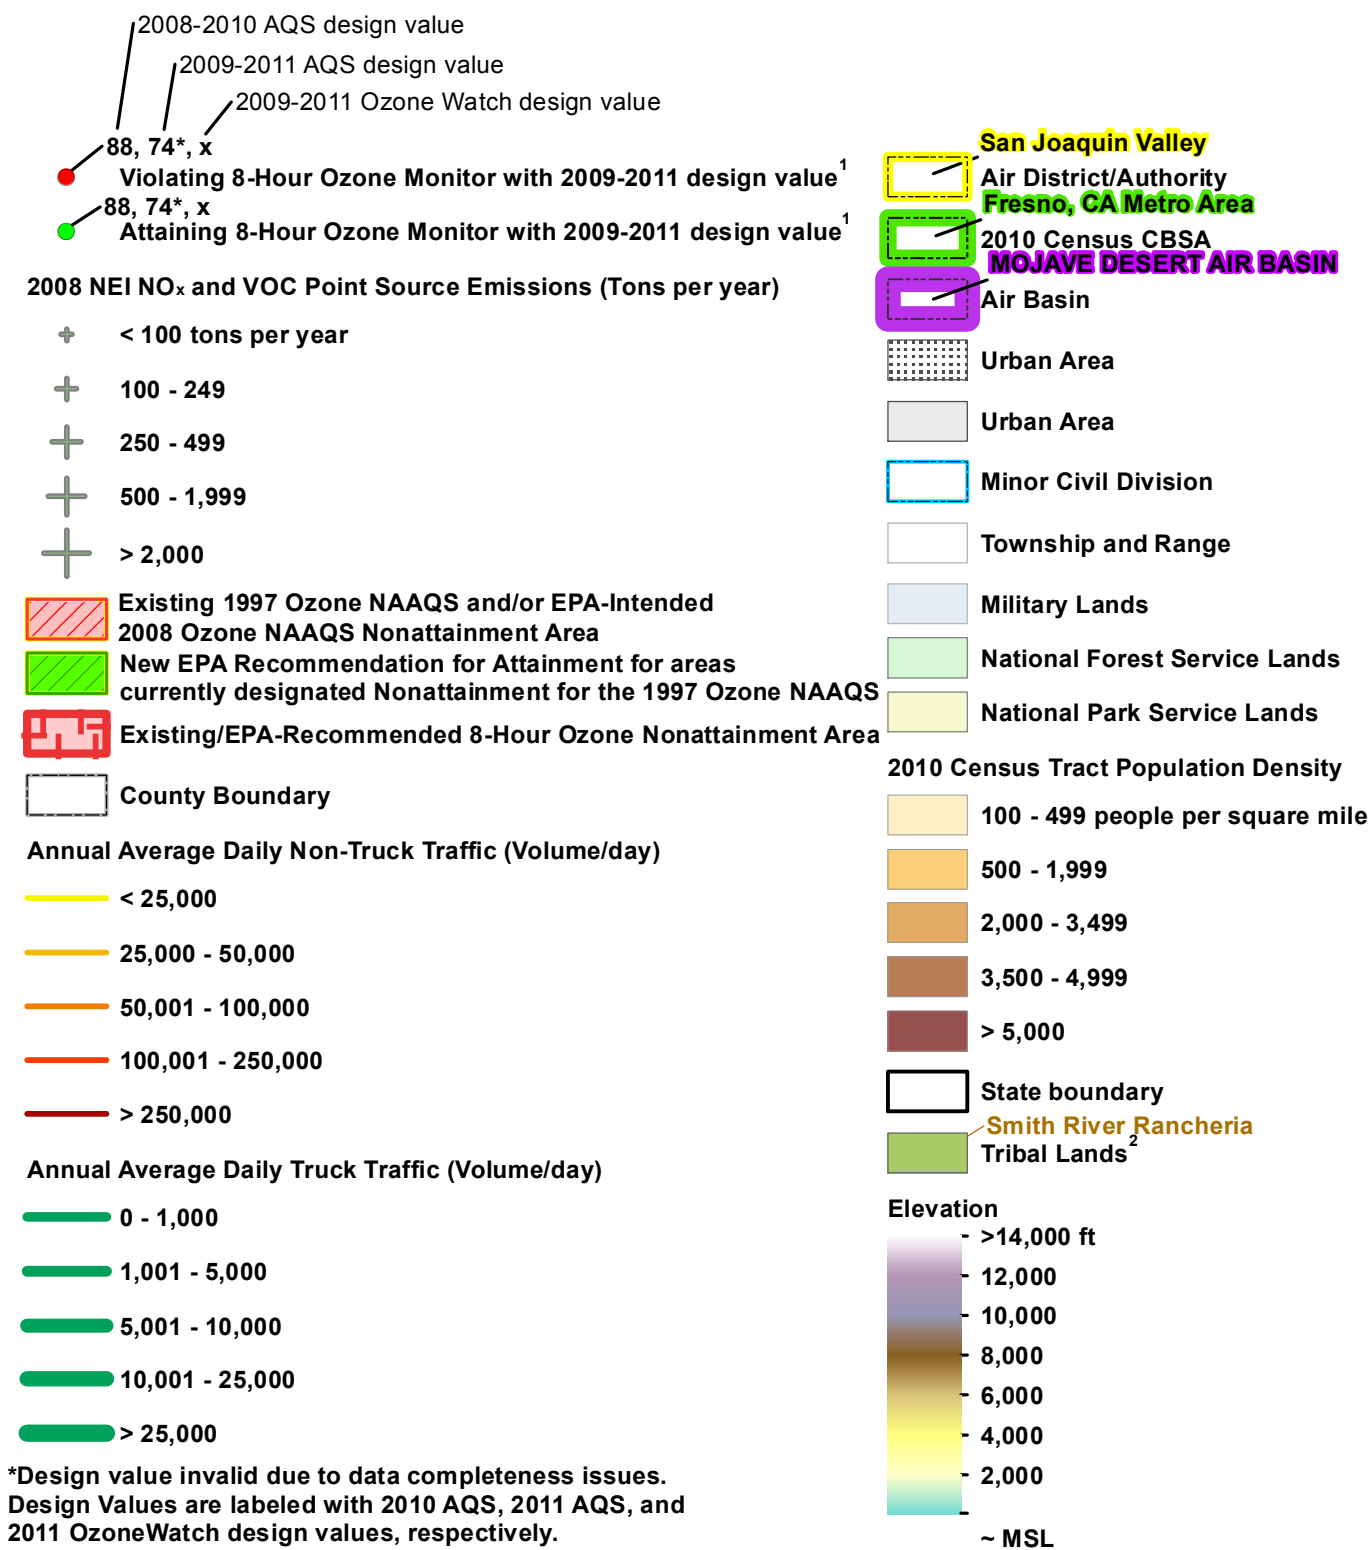 2008-2010 AQS design value
2009-2011 AQS design value
2009-2011 Ozone Watch design value
88, 74*, x
Violating 8-Hour Ozone Monitor with 2009-2011 design value1
88, 74*, x
Attaining 8-Hour Ozone Monitor with 2009-2011 design value1
2008 NEI NOx and VOC Point Source Emissions (Tons per year)
< 100 tons per year
100 - 249
250 - 499
500 - 1,999
> 2,000
Existing 1997 Ozone NAAQS and/or EPA-Intended
2008 Ozone NAAQS Nonattainment Area
New EPA Recommendation for Attainment for areas
currently designated Nonattainment for the 1997 Ozone NAAQS
Existing/EPA-Recommended 8-Hour Ozone Nonattainment Area
County Boundary
Annual Average Daily Non-Truck Traffic (Volume/day)
< 25,000
25,000 - 50,000
50,001 - 100,000
100,001 - 250,000
> 250,000
Annual Average Daily Truck Traffic (Volume/day)
0 - 1,000
1,001 - 5,000
5,001 - 10,000
10,001 - 25,000
> 25,000
*Design value invalid due to data completeness issues.
Design Values are labeled with 2010 AQS, 2011 AQS, and
2011 OzoneWatch design values, respectively.
San Joaquin Valley
Air District/Authority
Fresno, CA Metro Area
2010 Census CBSA
MOJAVE DESERT AIR BASIN
Air Basin
Urban Area
Urban Area
Minor Civil Division
Township and Range
Military Lands
National Forest Service Lands
National Park Service Lands
2010 Census Tract Population Density
100 - 499 people per square mile
500 - 1,999
2,000 - 3,499
3,500 - 4,999
> 5,000
State boundary
Smith River Rancheria
Tribal Lands2
Elevation
>14,000 ft
12,000
10,000
8,000
6,000
4,000
2,000
~ MSL